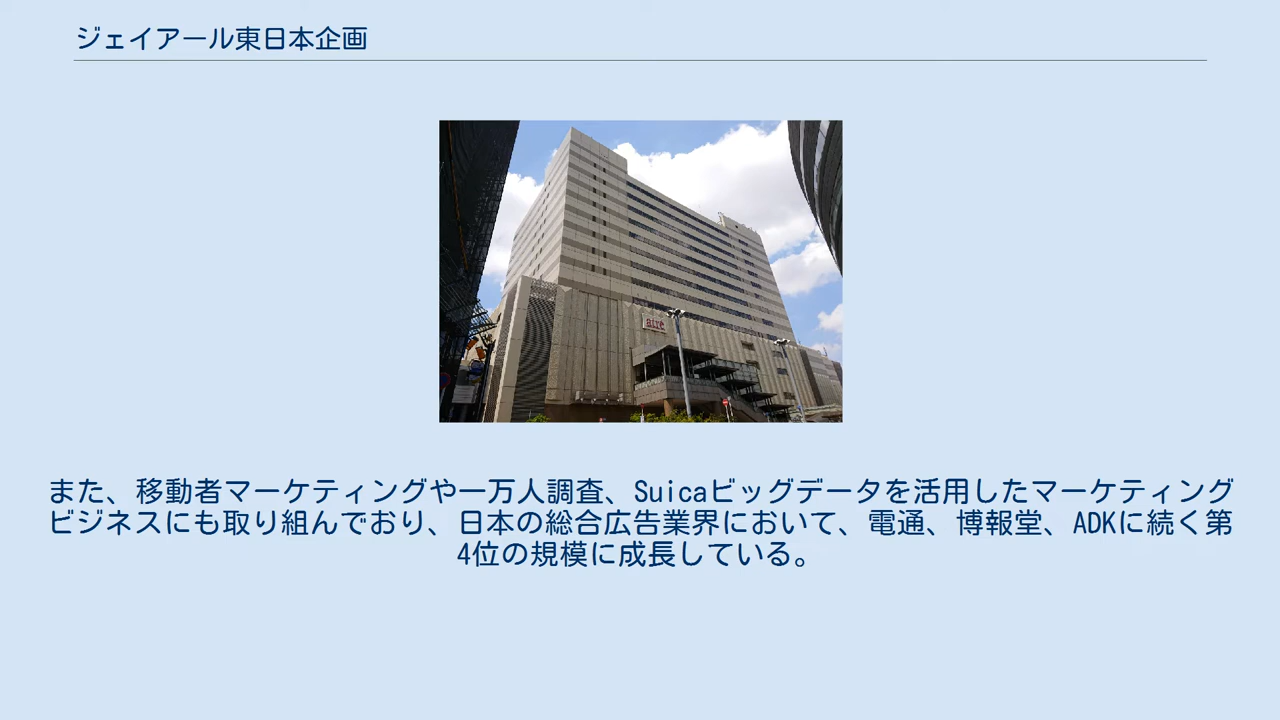 ジェイアール東日本企画
atré
また、移動者マーケティングや一万人調査、Suicaビッグデータを活用したマーケティング
ビジネスにも取り組んでおり、日本の総合広告業界において、電通、博報堂、ADKに続く第
4位の規模に成長している。